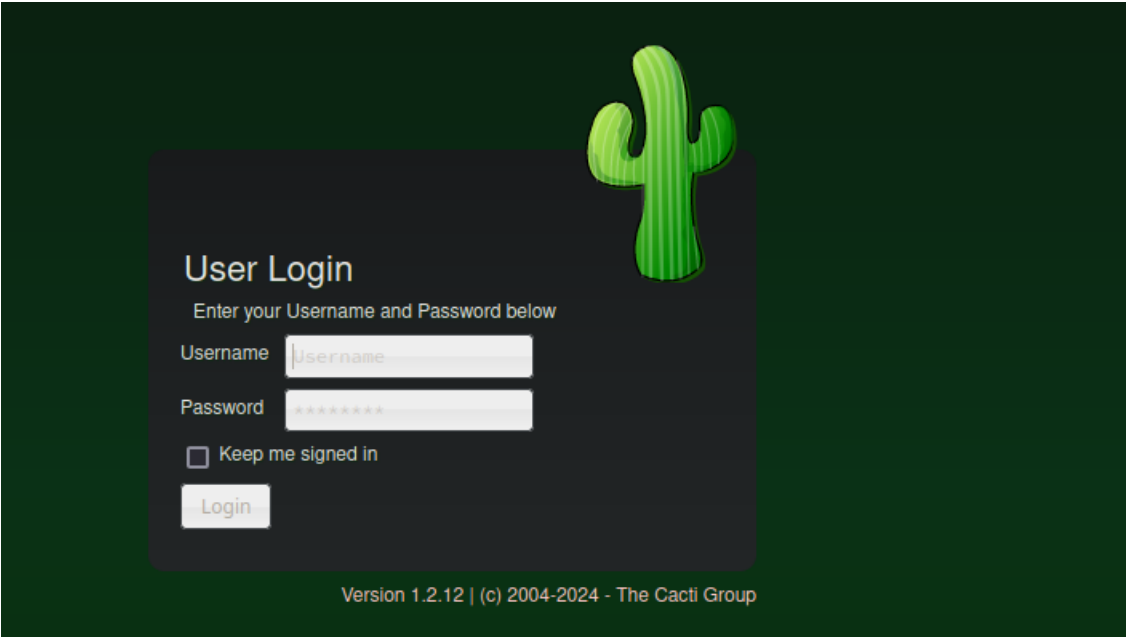 User Login
Enter your Username and Password below
Username Username
Password ********
Keep me signed in
Login
Version 1.2.12 | (c) 2004-2024 - The Cacti Group